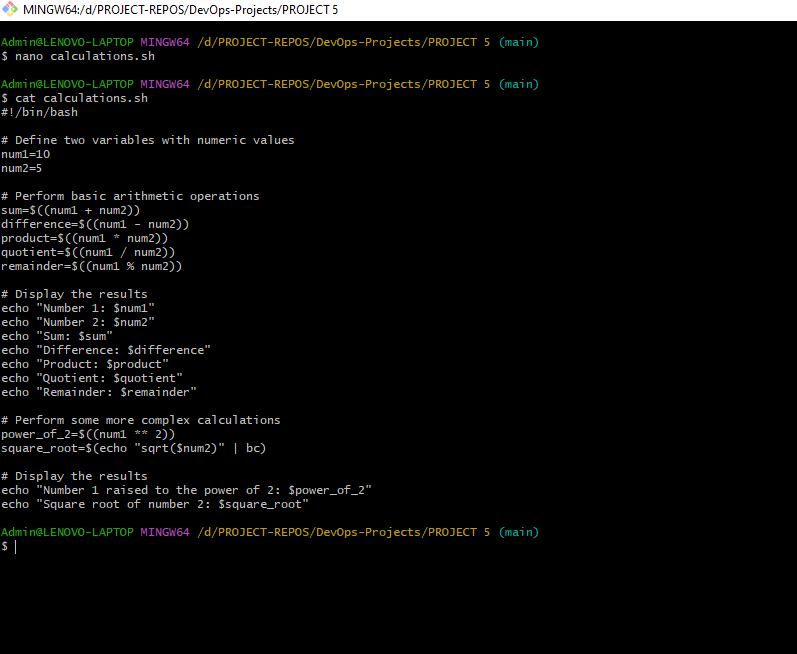 MINGW64:/d/PROJECT-REPOS/DevOps-Projects/PROJECT 5
Admin@LENOVO-LAPTOP MINGW64 /d/PROJECT-REPOS/DevOps-Projects/PROJECT 5 (main)
$ nano calculations.sh
Admin@LENOVO-LAPTOP MINGW64 /d/PROJECT-REPOS/DevOps-Projects/PROJECT 5 (main)
$ cat calculations.sh
#!/bin/bash
# Define two variables with numeric values
num1=10
num2=5
# Perform basic arithmetic operations
sum=$((num1 + num2))
difference=$((num1 - num2))
product=$((num1 * num2))
quotient=$((num1 / num2))
remainder=$((num1 % num2))
# Display the results
echo "Number 1: $num1"
echo "Number 2: $num2"
echo "Sum: $sum"
echo "Difference: $difference"
echo "Product: $product"
echo "Quotient: $quotient"
echo "Remainder: $remainder"
# Perform some more complex calculations
power_of_2=$((num1 ** 2))
square_root=$(echo "sqrt($num2)" | bc)
# Display the results
echo "Number 1 raised to the power of 2: $power_of_2"
echo "Square root of number 2: $square_root"
Admin@LENOVO-LAPTOP MINGW64 /d/PROJECT-REPOS/DevOps-Projects/PROJECT 5 (main)
$